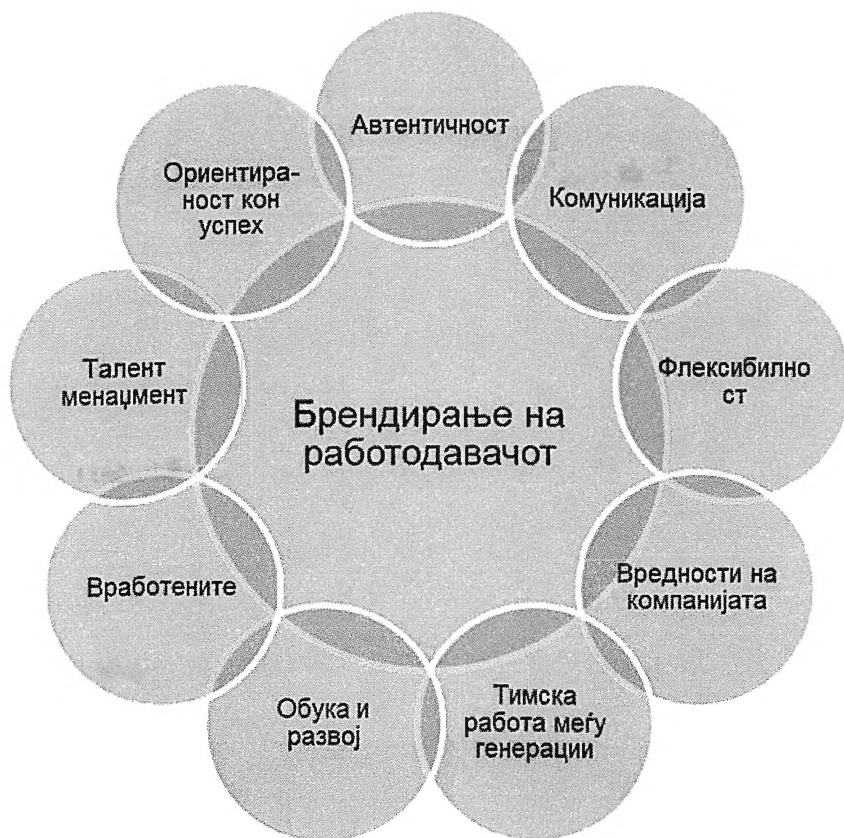 Автентичност
Комуникација
Флексибилно
ст
Вредности на
компанијата
Тимска
работа меѓу
генерации
Обука и
развој
Вработените
Талент
менаџмент
Ориентира-
ност кон
успех
Брендирање на
работодавачот